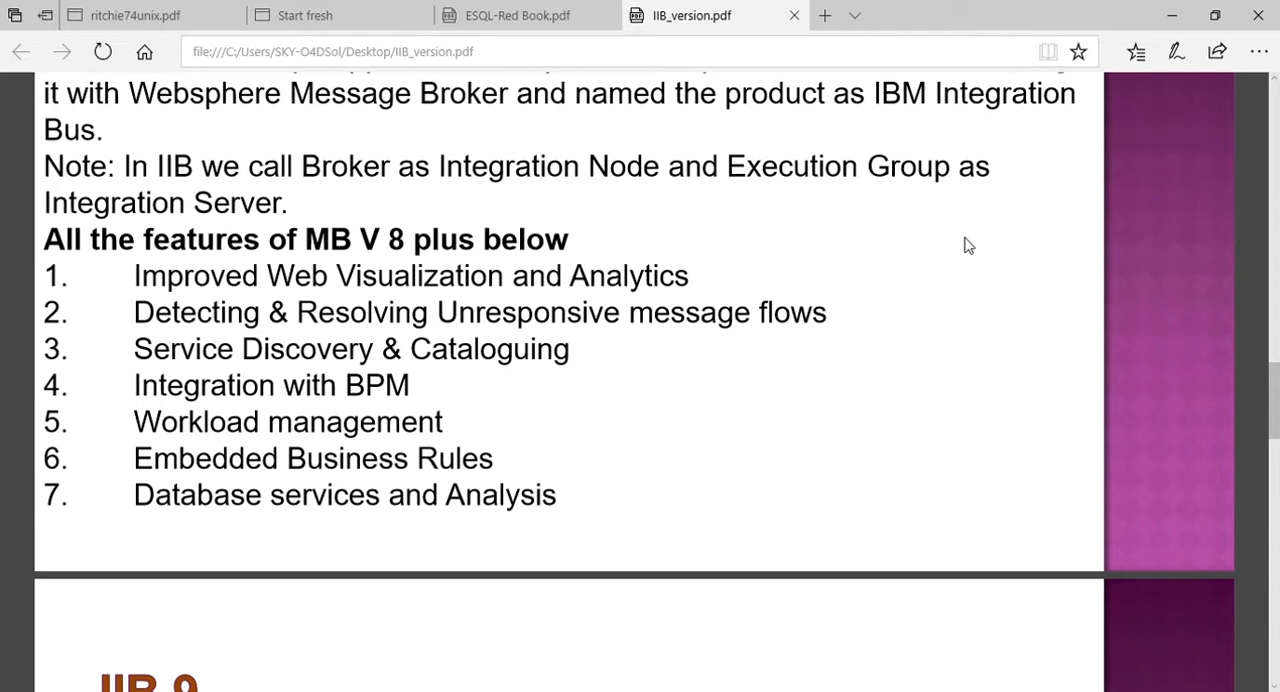 ritchie74unix.pdf
Start fresh
ESQL-Red Book.pdf
IIB_version.pdf
file:///C:/Users/SKY-O4DSol/Desktop/IIB_version.pdf
it with Websphere Message Broker and named the product as IBM Integration
Bus.
Note: In IIB we call Broker as Integration Node and Execution Group as
Integration Server.
All the features of MB V 8 plus below
1. Improved Web Visualization and Analytics
2. Detecting & Resolving Unresponsive message flows
3. Service Discovery & Cataloguing
4. Integration with BPM
5. Workload management
6. Embedded Business Rules
7. Database services and Analysis
IIB 9